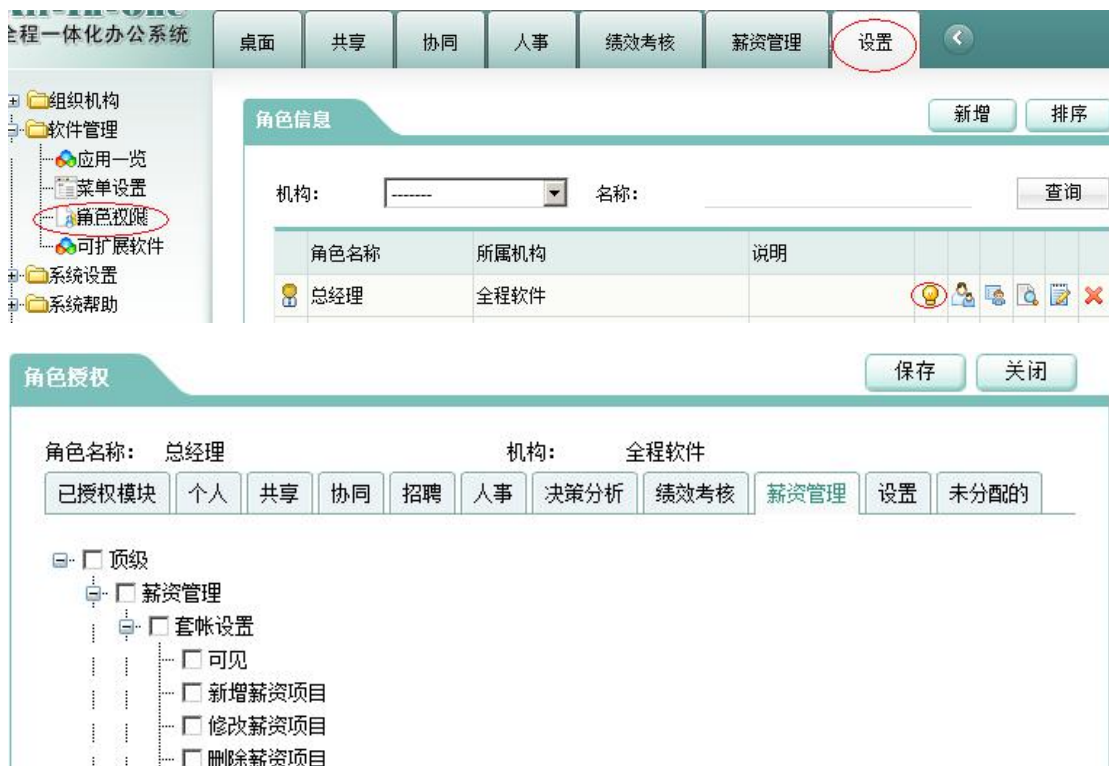 全程一体化办公系统
桌面 共享 协同 人事 绩效考核 薪资管理 设置
组织机构
软件管理
应用一览
菜单设置
角色权限
可扩展软件
系统设置
系统帮助
角色信息 新增 排序
机构： ------- 名称： 查询
角色名称 所属机构 说明
总经理 全程软件
角色授权 保存 关闭
角色名称： 总经理 机构： 全程软件
已授权模块 个人 共享 协同 招聘 人事 决策分析 绩效考核 薪资管理 设置 未分配的
顶级
薪资管理
套帐设置
可见
新增薪资项目
修改薪资项目
删除薪资项目